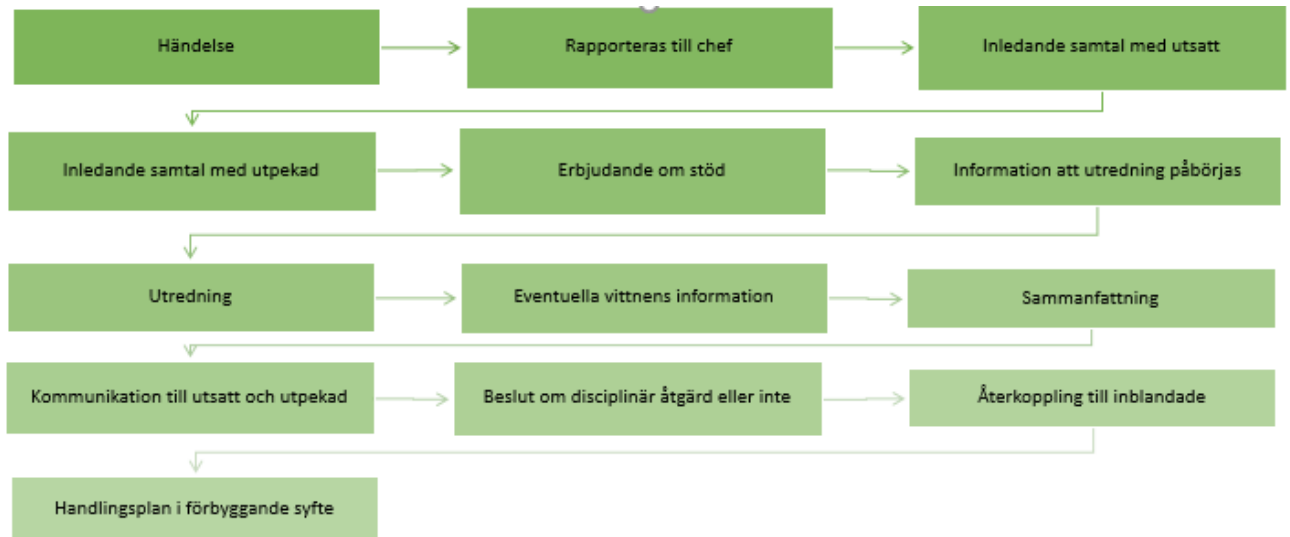 Händelse
Rapporteras till chef
Inledande samtal med utsatt
Inledande samtal med utpekad
Erbjudande om stöd
Information att utredning påbörjas
Utredning
Eventuella vittnens information
Sammanfattning
Kommunikation till utsatt och utpekad
Beslut om disciplinär åtgärd eller inte
Återkoppling till inblandade
Handlingsplan i förbyggande syfte